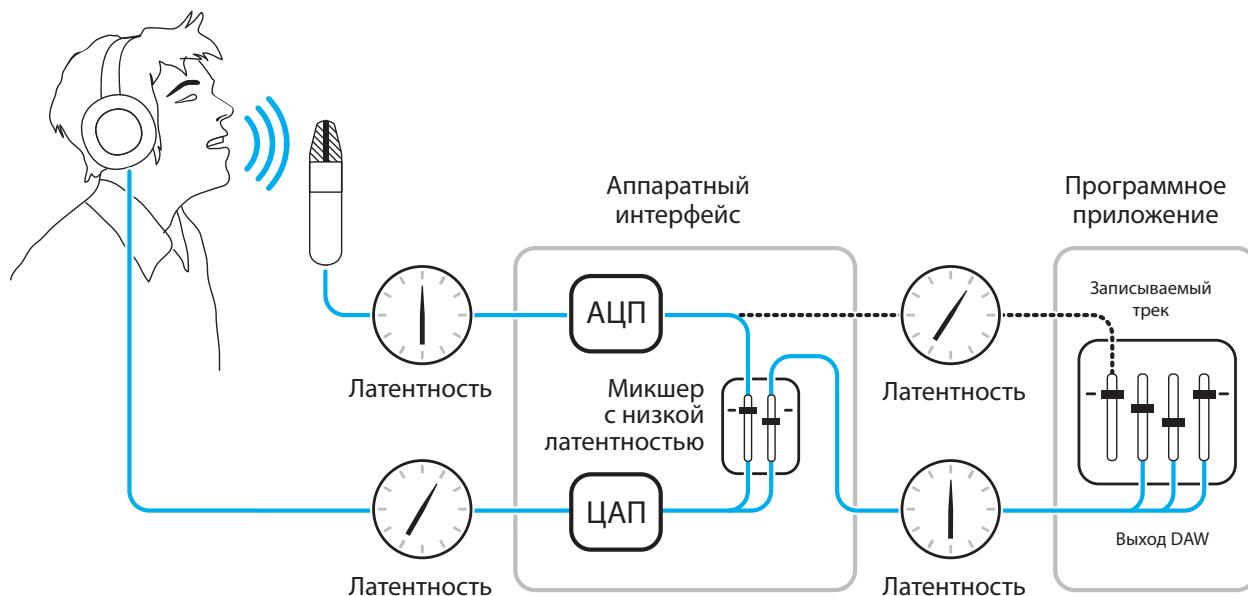 Аппаратный
интерфейс
Программное
приложение
АЦП
Записываемый
трек
Латентность
Микшер
с низкой
латентностью
Латентность
ЦАП
Выход DAW
Латентность
Латентность